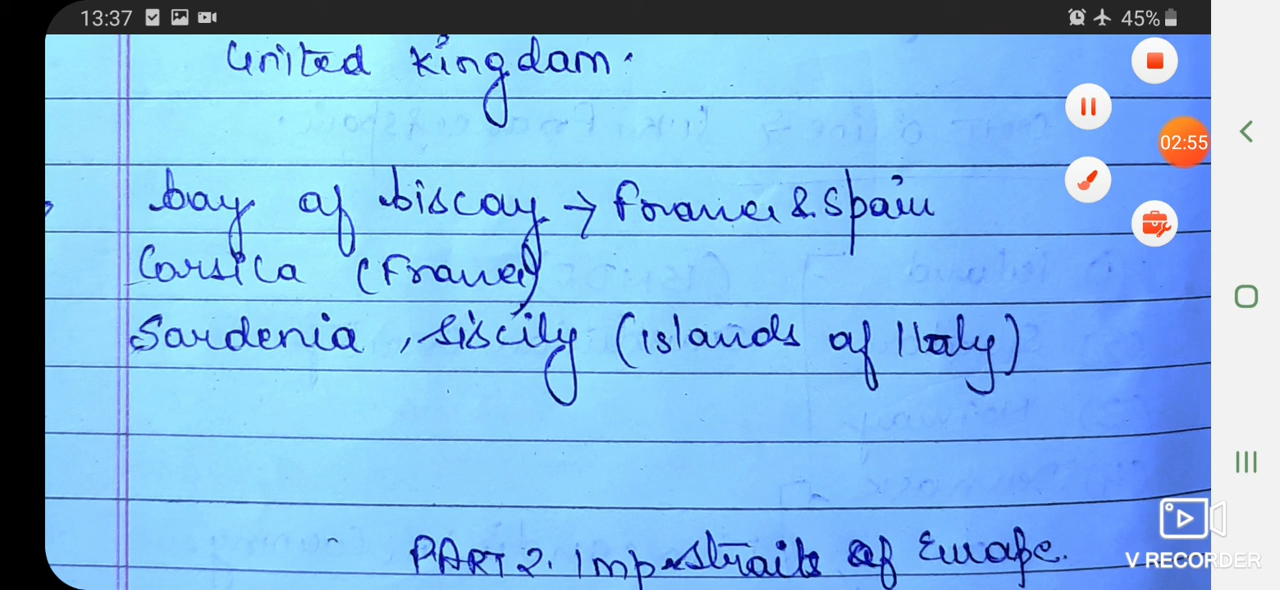 13:37
45%
United Kingdom.
02:55
bay of biscay → France & Spain
Corsica (France)
Sardenia, Siscily (islands of Italy)
PART 2. Imp straits of Europe.
V RECORDER